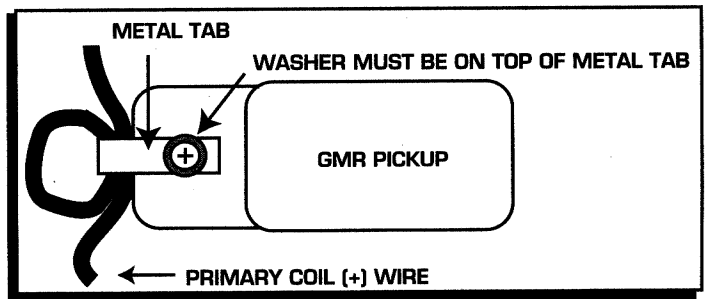 METAL TAB
WASHER MUST BE ON TOP OF METAL TAB
GMR PICKUP
PRIMARY COIL (+) WIRE